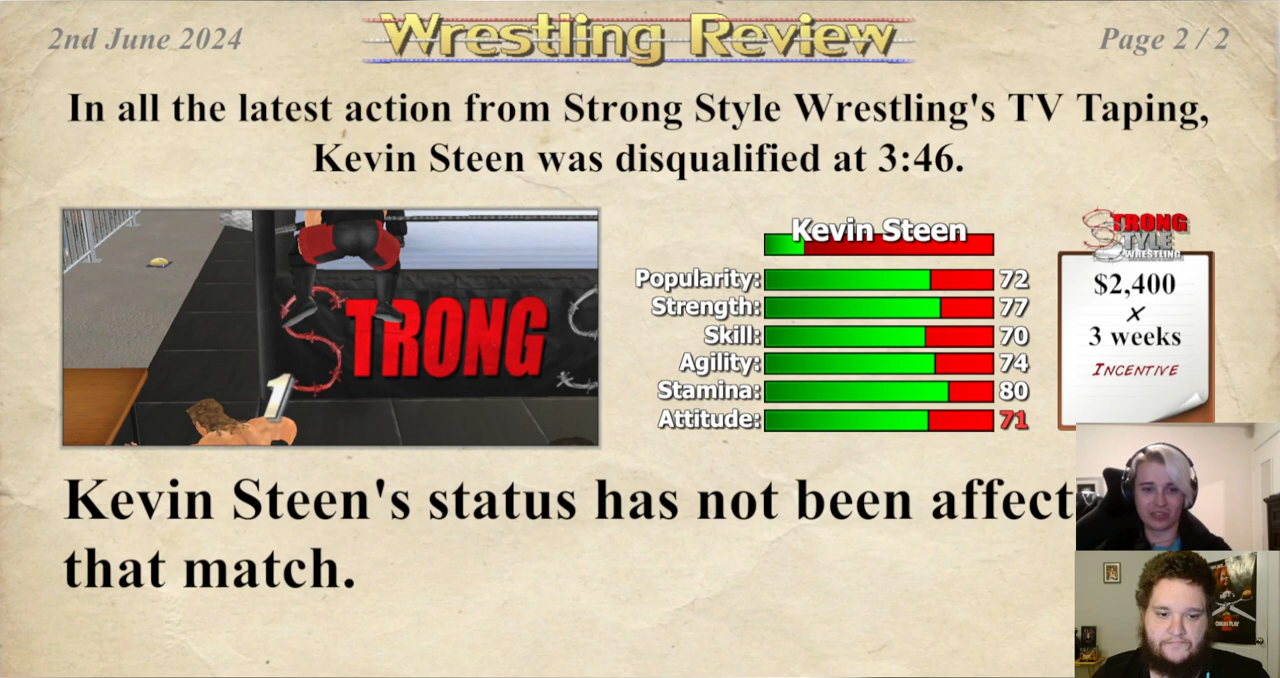 2nd June 2024
Wrestling Review
Page 2 / 2
In all the latest action from Strong Style Wrestling's TV Taping,
Kevin Steen was disqualified at 3:46.
STRONG
1
Kevin Steen
Popularity: 72
Strength: 77
Skill: 70
Agility: 74
Stamina: 80
Attitude: 71
STRONG
STYLE
WRESTLING
$2,400
x
3 weeks
INCENTIVE
Kevin Steen's status has not been affect
that match.